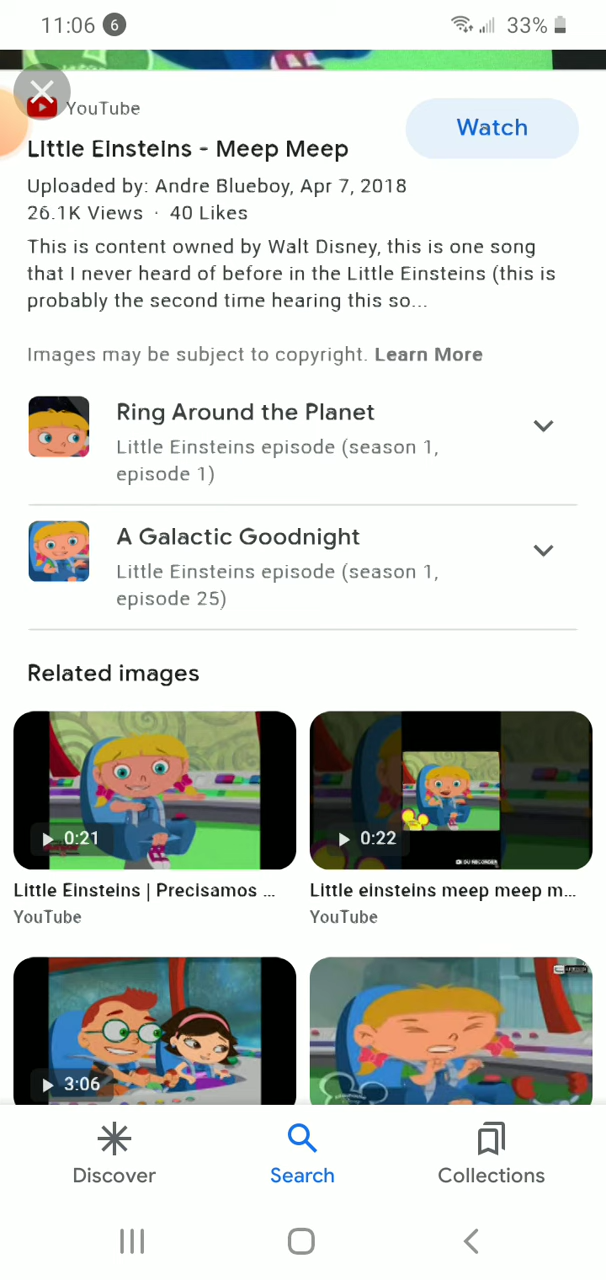 11:06 6 33%
YouTube
Watch
Little Einsteins - Meep Meep
Uploaded by: Andre Blueboy, Apr 7, 2018
26.1K Views · 40 Likes
This is content owned by Walt Disney, this is one song
that I never heard of before in the Little Einsteins (this is
probably the second time hearing this so...
Images may be subject to copyright. Learn More
Ring Around the Planet
Little Einsteins episode (season 1,
episode 1)
A Galactic Goodnight
Little Einsteins episode (season 1,
episode 25)
Related images
0:21
0:22
DU RECORDER
Little Einsteins | Precisamos ...
YouTube
Little einsteins meep meep m...
YouTube
3:06
Discover
Search
Collections